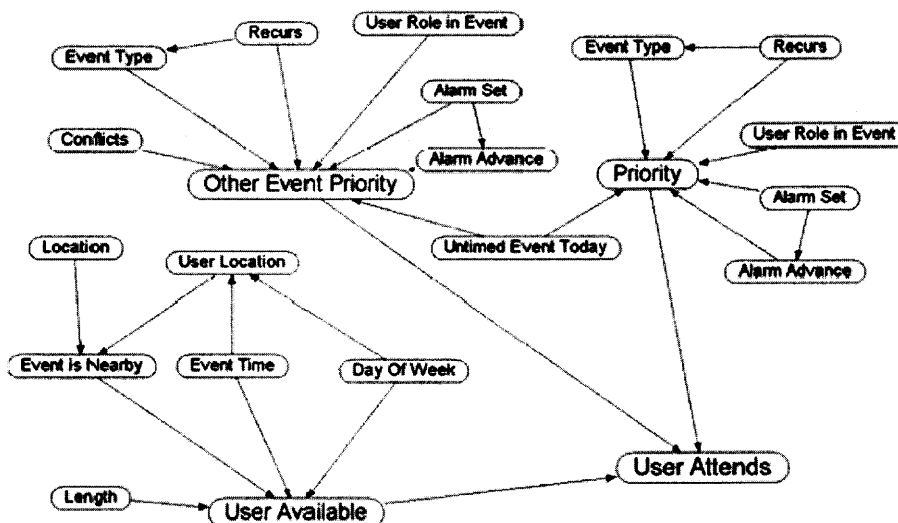 Recurs
User Role in Event
Event Type
Event Type
Recurs
Alarm Set
Conflicts
User Role in Event
Alarm Advance
Other Event Priority
Priority
Alarm Set
Location
Untimed Event Today
User Location
Alarm Advance
Event Is Nearby
Event Time
Day Of Week
User Attends
Length
User Available